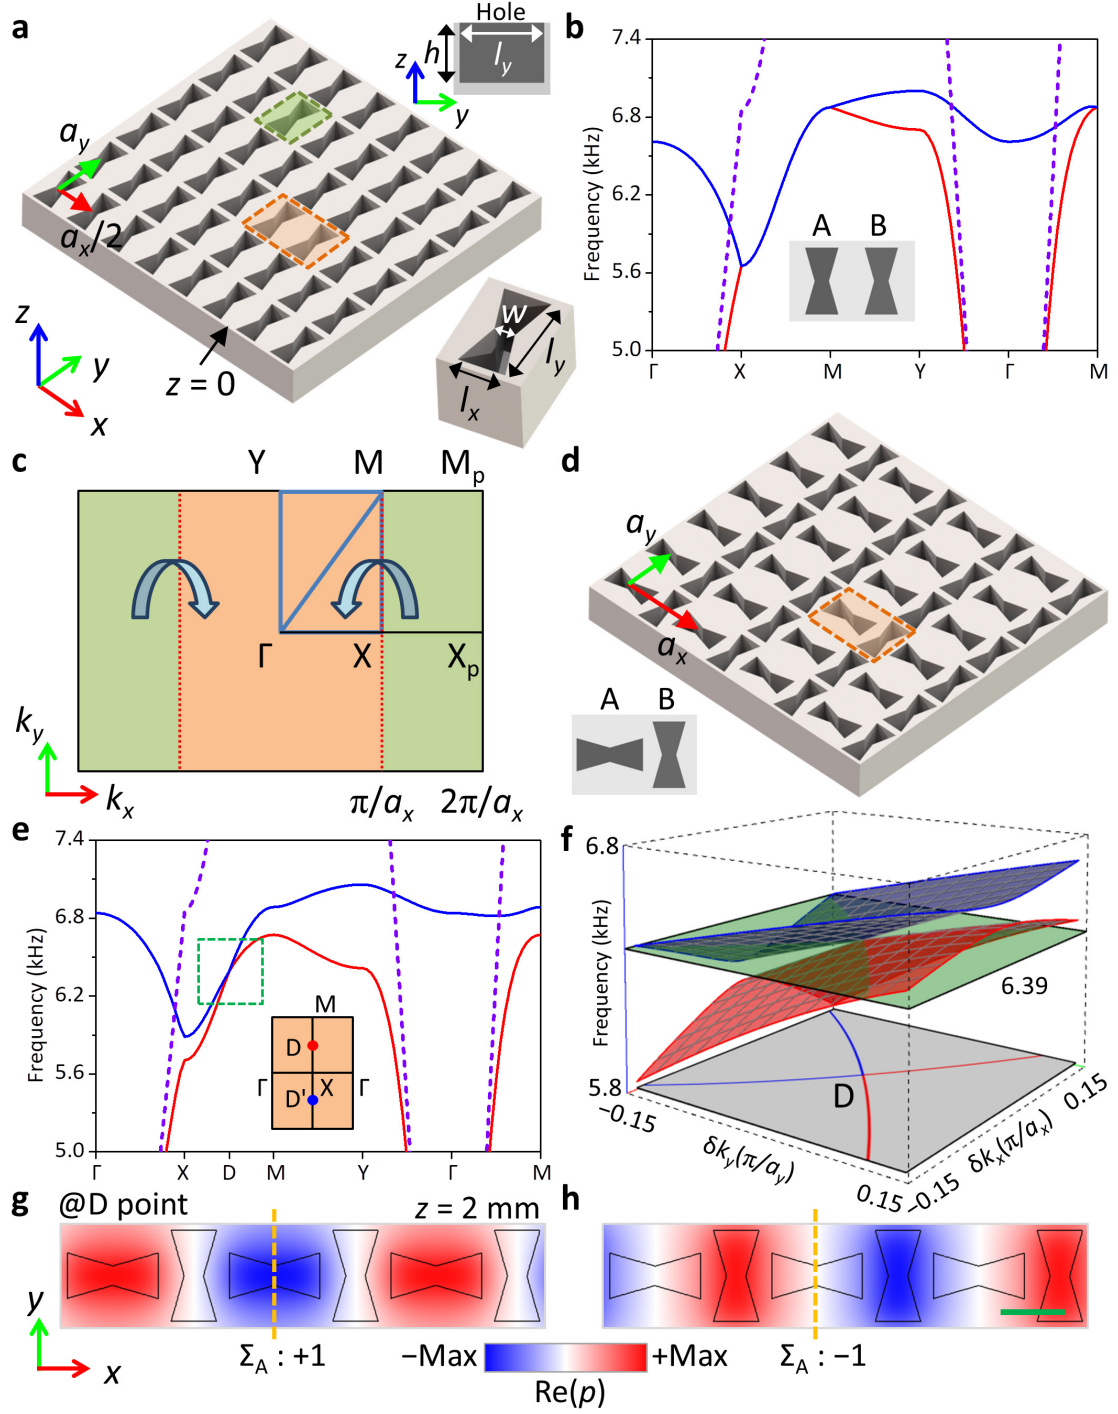 a
Hole
h
l_y
z
y
a_y
a_x/2
z
y
x
z = 0
w
l_y
l_x
b
7.4
6.8
6.2
5.6
5.0
Frequency (kHz)
A B
Γ X M Y Γ M
c
Y M M_p
Γ X X_p
k_y
k_x
π/a_x 2π/a_x
d
a_y
a_x
A B
e
7.4
6.8
6.2
5.6
5.0
Frequency (kHz)
M
D
Γ X Γ
D'
Γ X D M Y Γ M
f
6.8
5.8
Frequency (kHz)
6.39
D
−0.15
δk_y(π/a_y)
0.15
−0.15
δk_x(π/a_x)
0.15
g
@D point z = 2 mm
y
x
Σ_A : +1
h
Σ_A : −1
−Max +Max
Re(p)